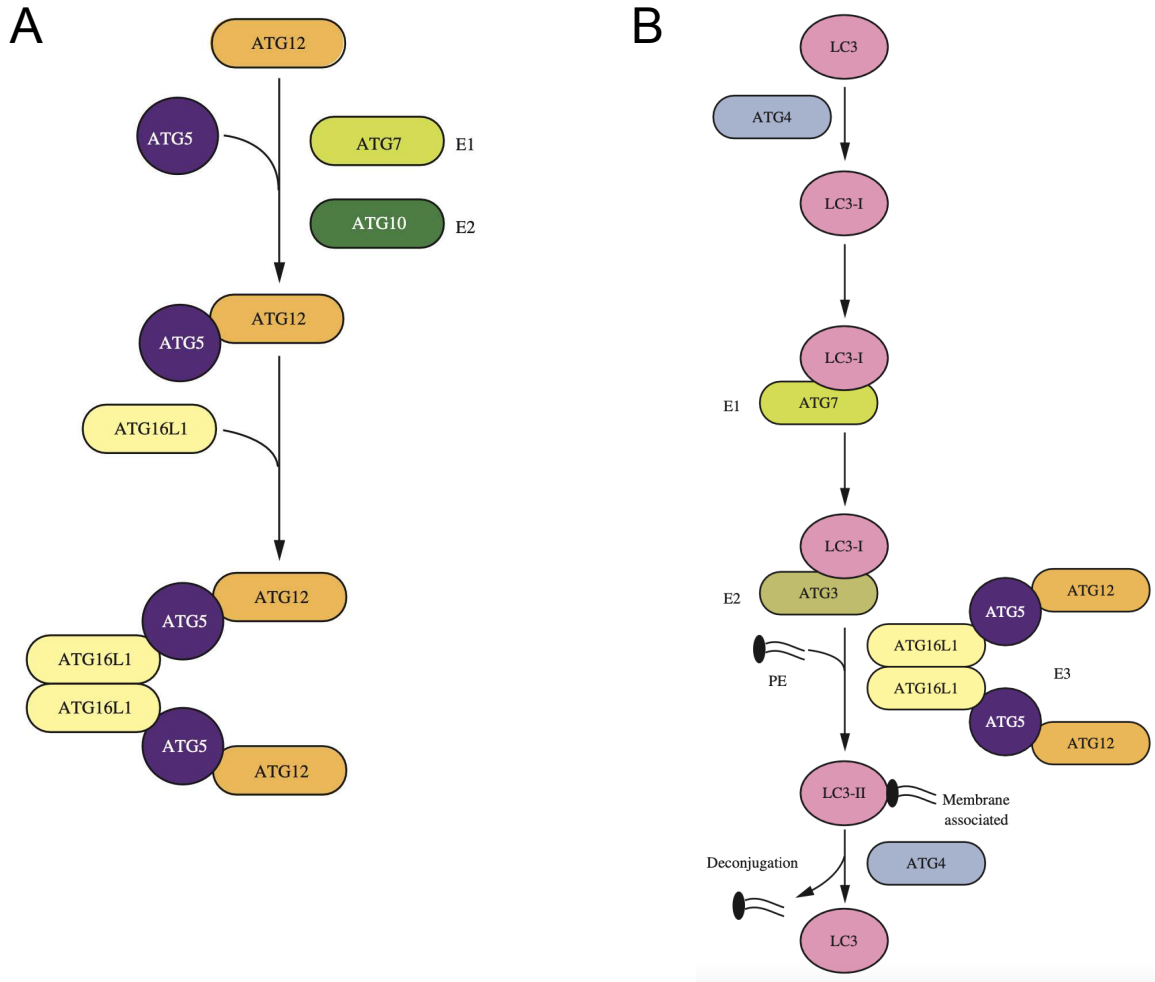 A
ATG12
ATG5
ATG7
E1
ATG10
E2
ATG12
ATG5
ATG16L1
ATG12
ATG5
ATG16L1
ATG16L1
ATG5
ATG12
B
LC3
ATG4
LC3-I
LC3-I
E1
ATG7
LC3-I
E2
ATG3
PE
ATG12
ATG5
ATG16L1
E3
ATG16L1
ATG5
ATG12
LC3-II
Membrane
associated
Deconjugation
ATG4
LC3